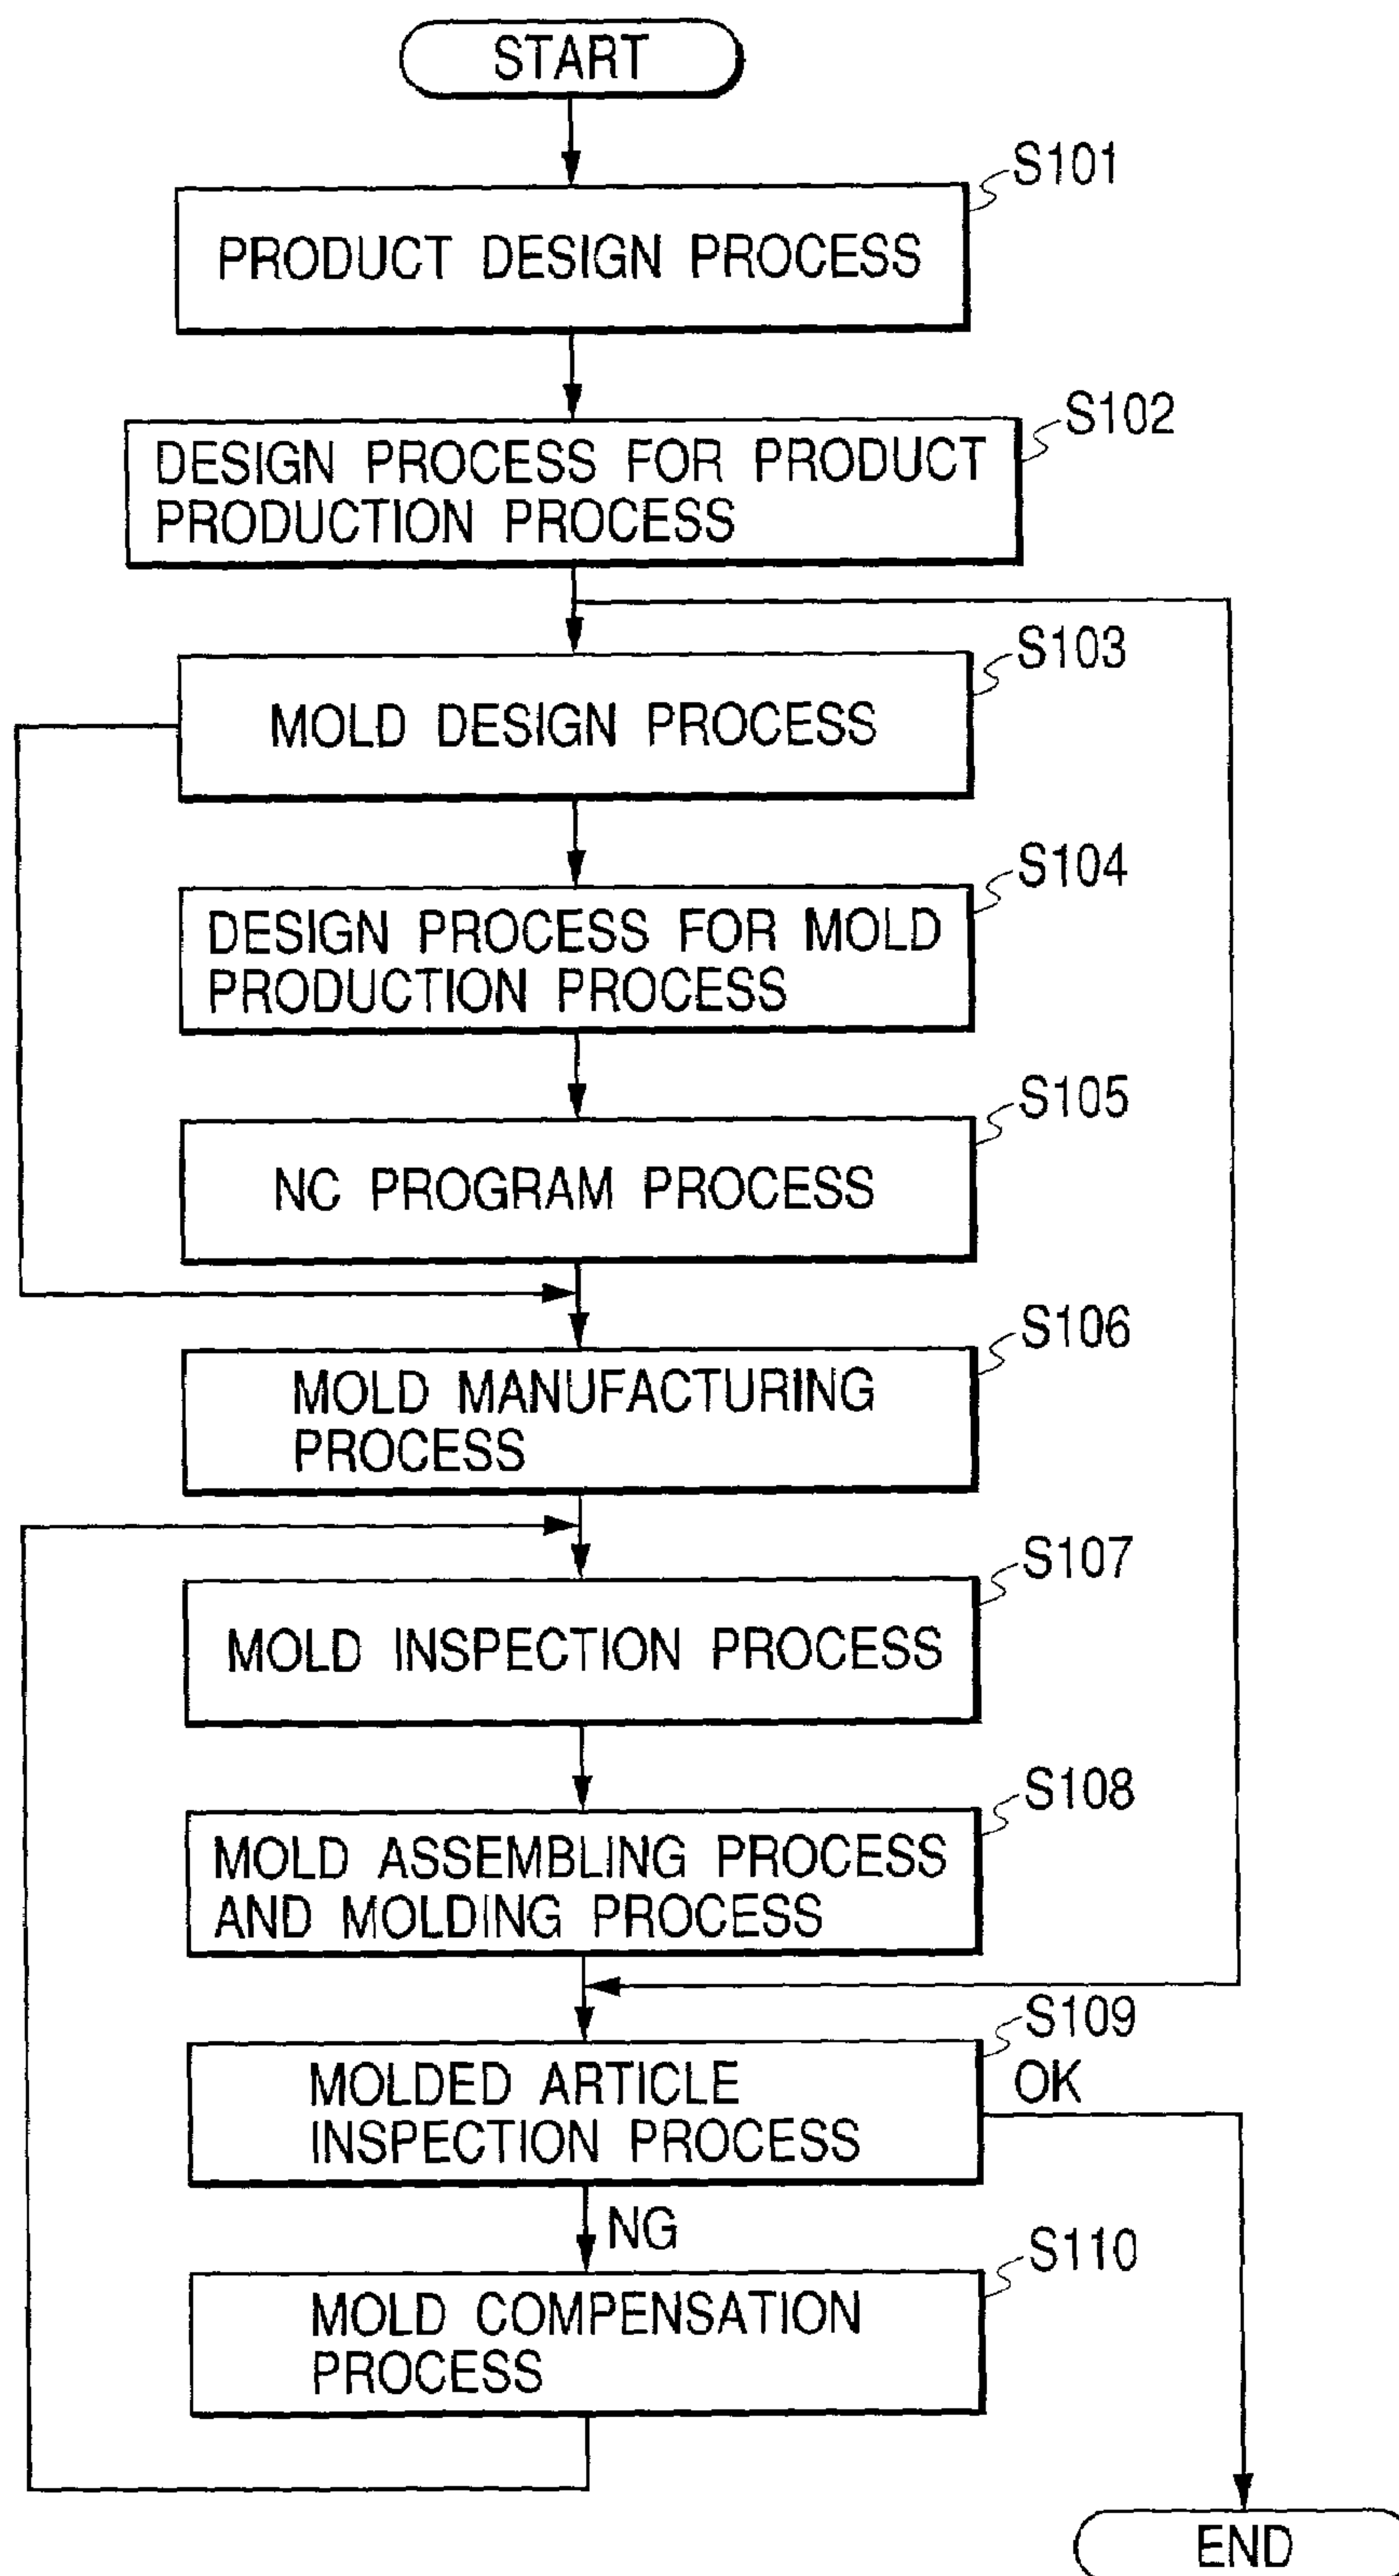 START
S101
PRODUCT DESIGN PROCESS
S102
DESIGN PROCESS FOR PRODUCT
PRODUCTION PROCESS
S103
MOLD DESIGN PROCESS
S104
DESIGN PROCESS FOR MOLD
PRODUCTION PROCESS
S105
NC PROGRAM PROCESS
S106
MOLD MANUFACTURING
PROCESS
S107
MOLD INSPECTION PROCESS
S108
MOLD ASSEMBLING PROCESS
AND MOLDING PROCESS
S109
OK
MOLDED ARTICLE
INSPECTION PROCESS
NG
S110
MOLD COMPENSATION
PROCESS
END